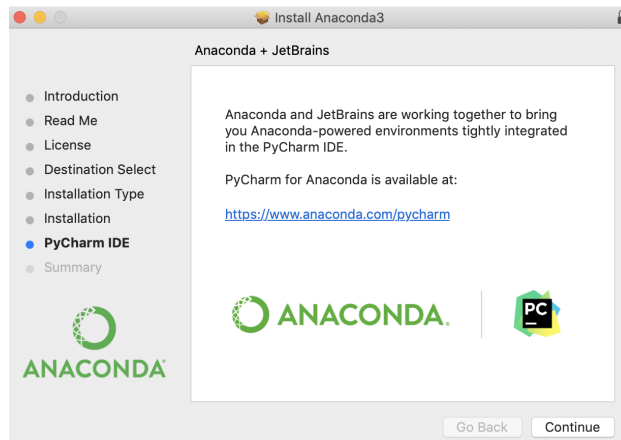 Install Anaconda3
Anaconda + JetBrains
Introduction
Read Me
License
Destination Select
Installation Type
Installation
PyCharm IDE
Summary
ANACONDA
Anaconda and JetBrains are working together to bring
you Anaconda-powered environments tightly integrated
in the PyCharm IDE.
PyCharm for Anaconda is available at:
https://www.anaconda.com/pycharm
ANACONDA.
PC
Go Back
Continue